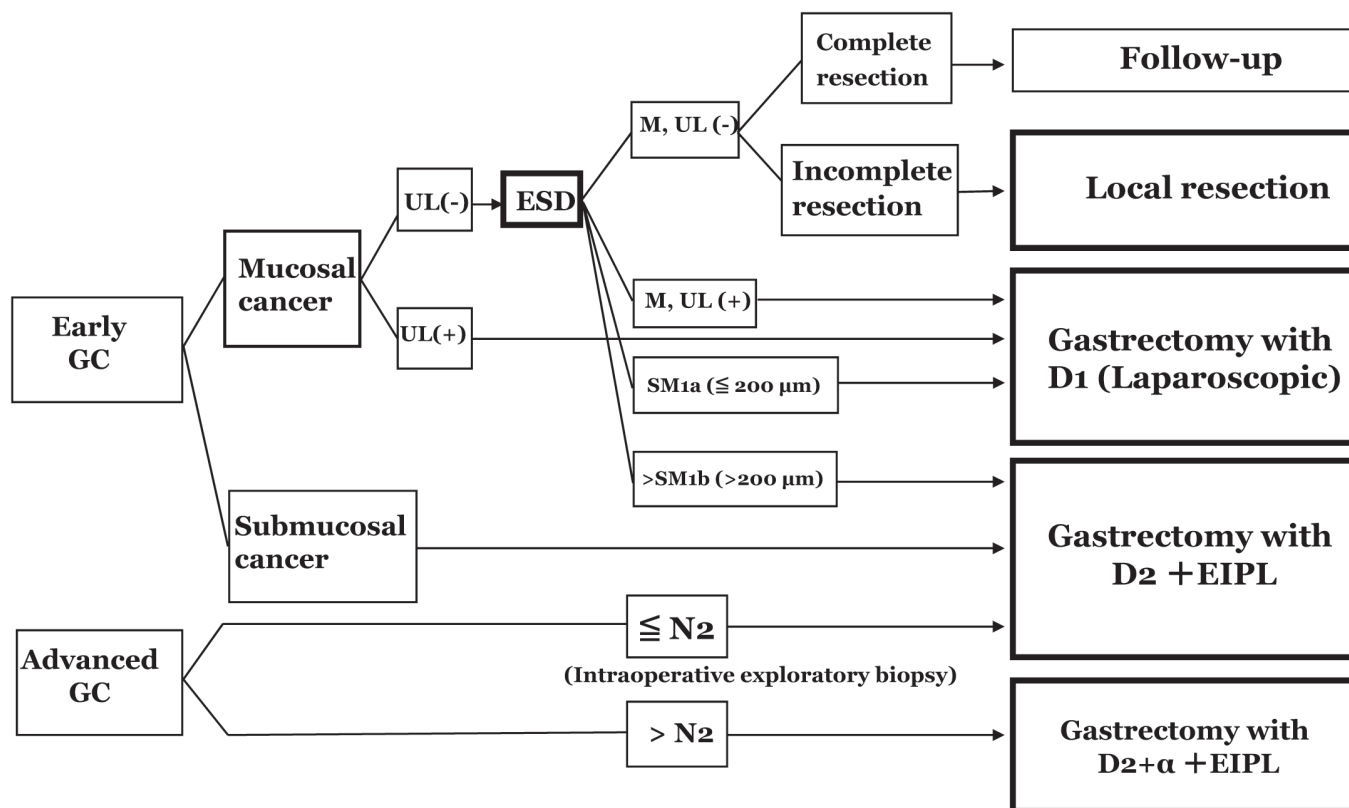 Complete
resection
Follow-up
M, UL (-)
Incomplete
resection
Local resection
UL(-)
ESD
Mucosal
cancer
M, UL (+)
Early
GC
UL(+)
Gastrectomy with
D1 (Laparoscopic)
SM1a (≦ 200 μm)
>SM1b (>200 μm)
Submucosal
cancer
Gastrectomy with
D2 +EIPL
≦ N2
(Intraoperative exploratory biopsy)
Advanced
GC
> N2
Gastrectomy with
D2+α +EIPL